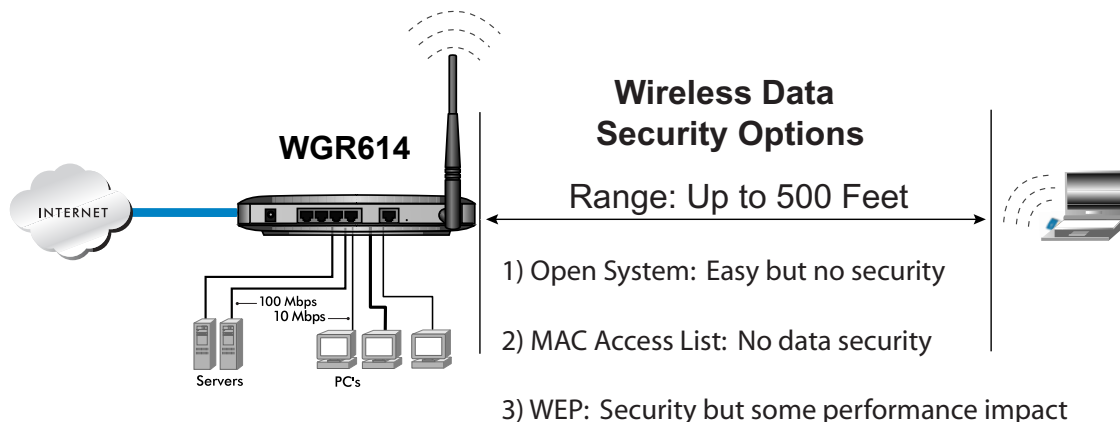 Wireless Data
Security Options
WGR614
Range: Up to 500 Feet
INTERNET
1) Open System: Easy but no security
100 Mbps
10 Mbps
2) MAC Access List: No data security
Servers
PC's
3) WEP: Security but some performance impact